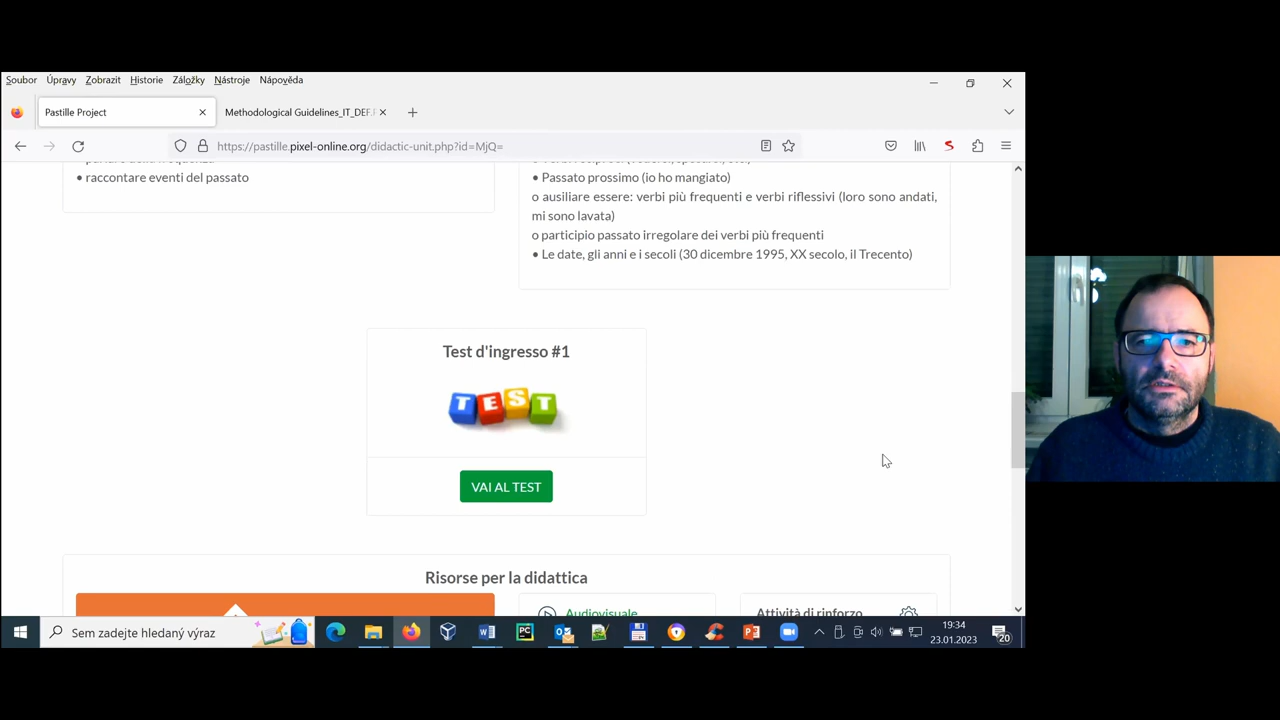 Soubor Úpravy Zobrazit Historie Záložky Nástroje Nápověda
Pastille Project
Methodological Guidelines_IT_DEF.
https://pastille.pixel-online.org/didactic-unit.php?id=MjQ=
• raccontare eventi del passato
• Passato prossimo (io ho mangiato)
o ausiliare essere: verbi più frequenti e verbi riflessivi (loro sono andati,
mi sono lavata)
o participio passato irregolare dei verbi più frequenti
• Le date, gli anni e i secoli (30 dicembre 1995, XX secolo, il Trecento)
Test d'ingresso #1
TEST
VAI AL TEST
Risorse per la didattica
Audiovisuale
Attività di rinforzo
Sem zadejte hledaný výraz
PC
19:34
23.01.2023
20